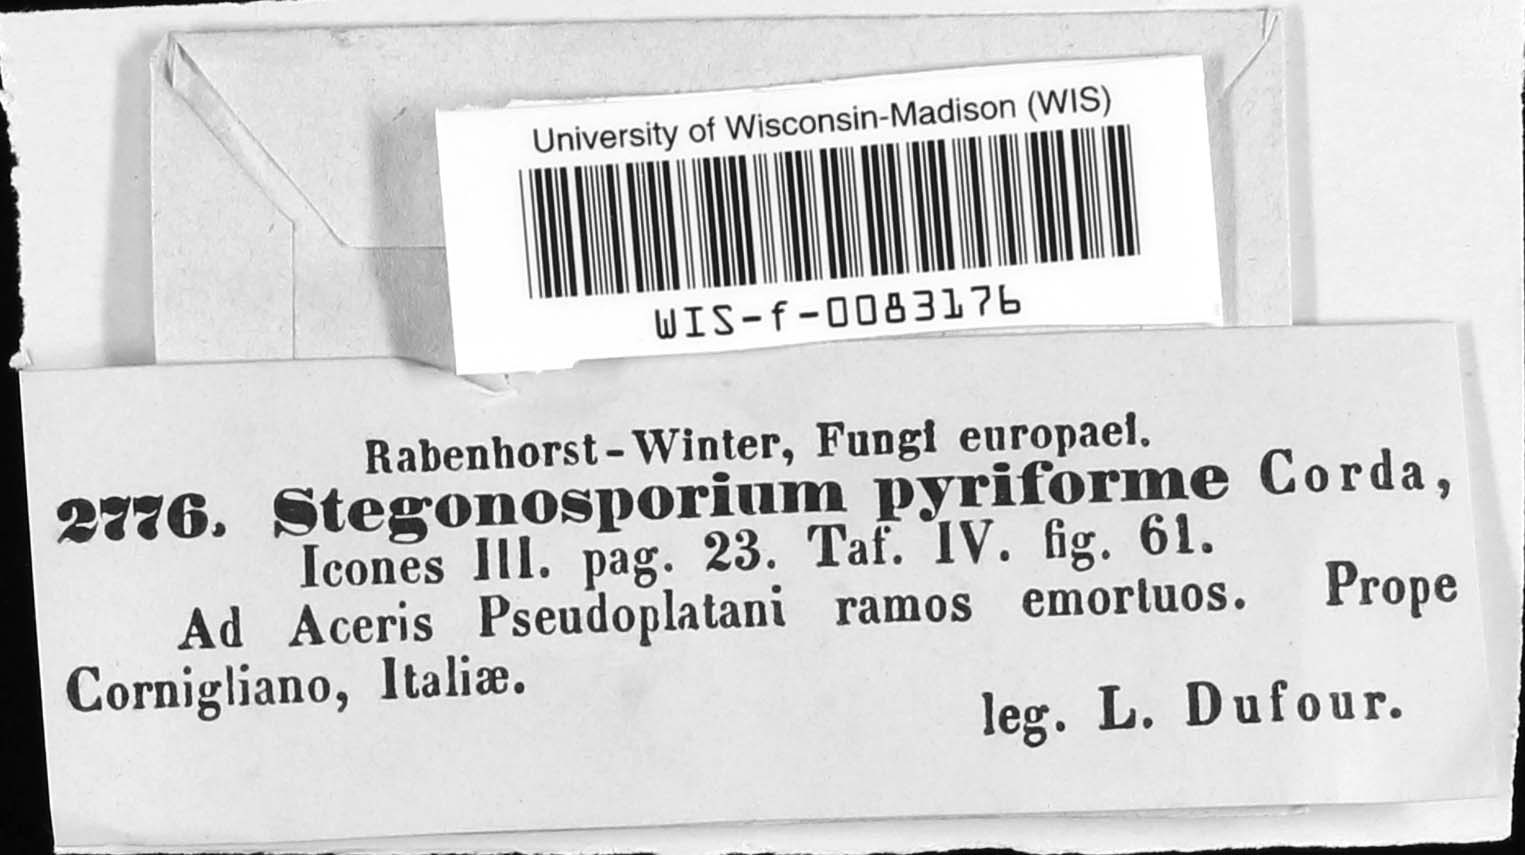 University of Wisconsin-Madison (WIS)
WIS-f-0083176
Rabenhorst-Winter, Fungi europaei.
2776. Stegonosporium pyriforme Corda,
Icones III. pag. 23. Taf. IV. fig. 61.
Ad Aceris Pseudoplatani ramos emortuos. Prope
Cornigliano, Italiæ.
leg. L. Dufour.